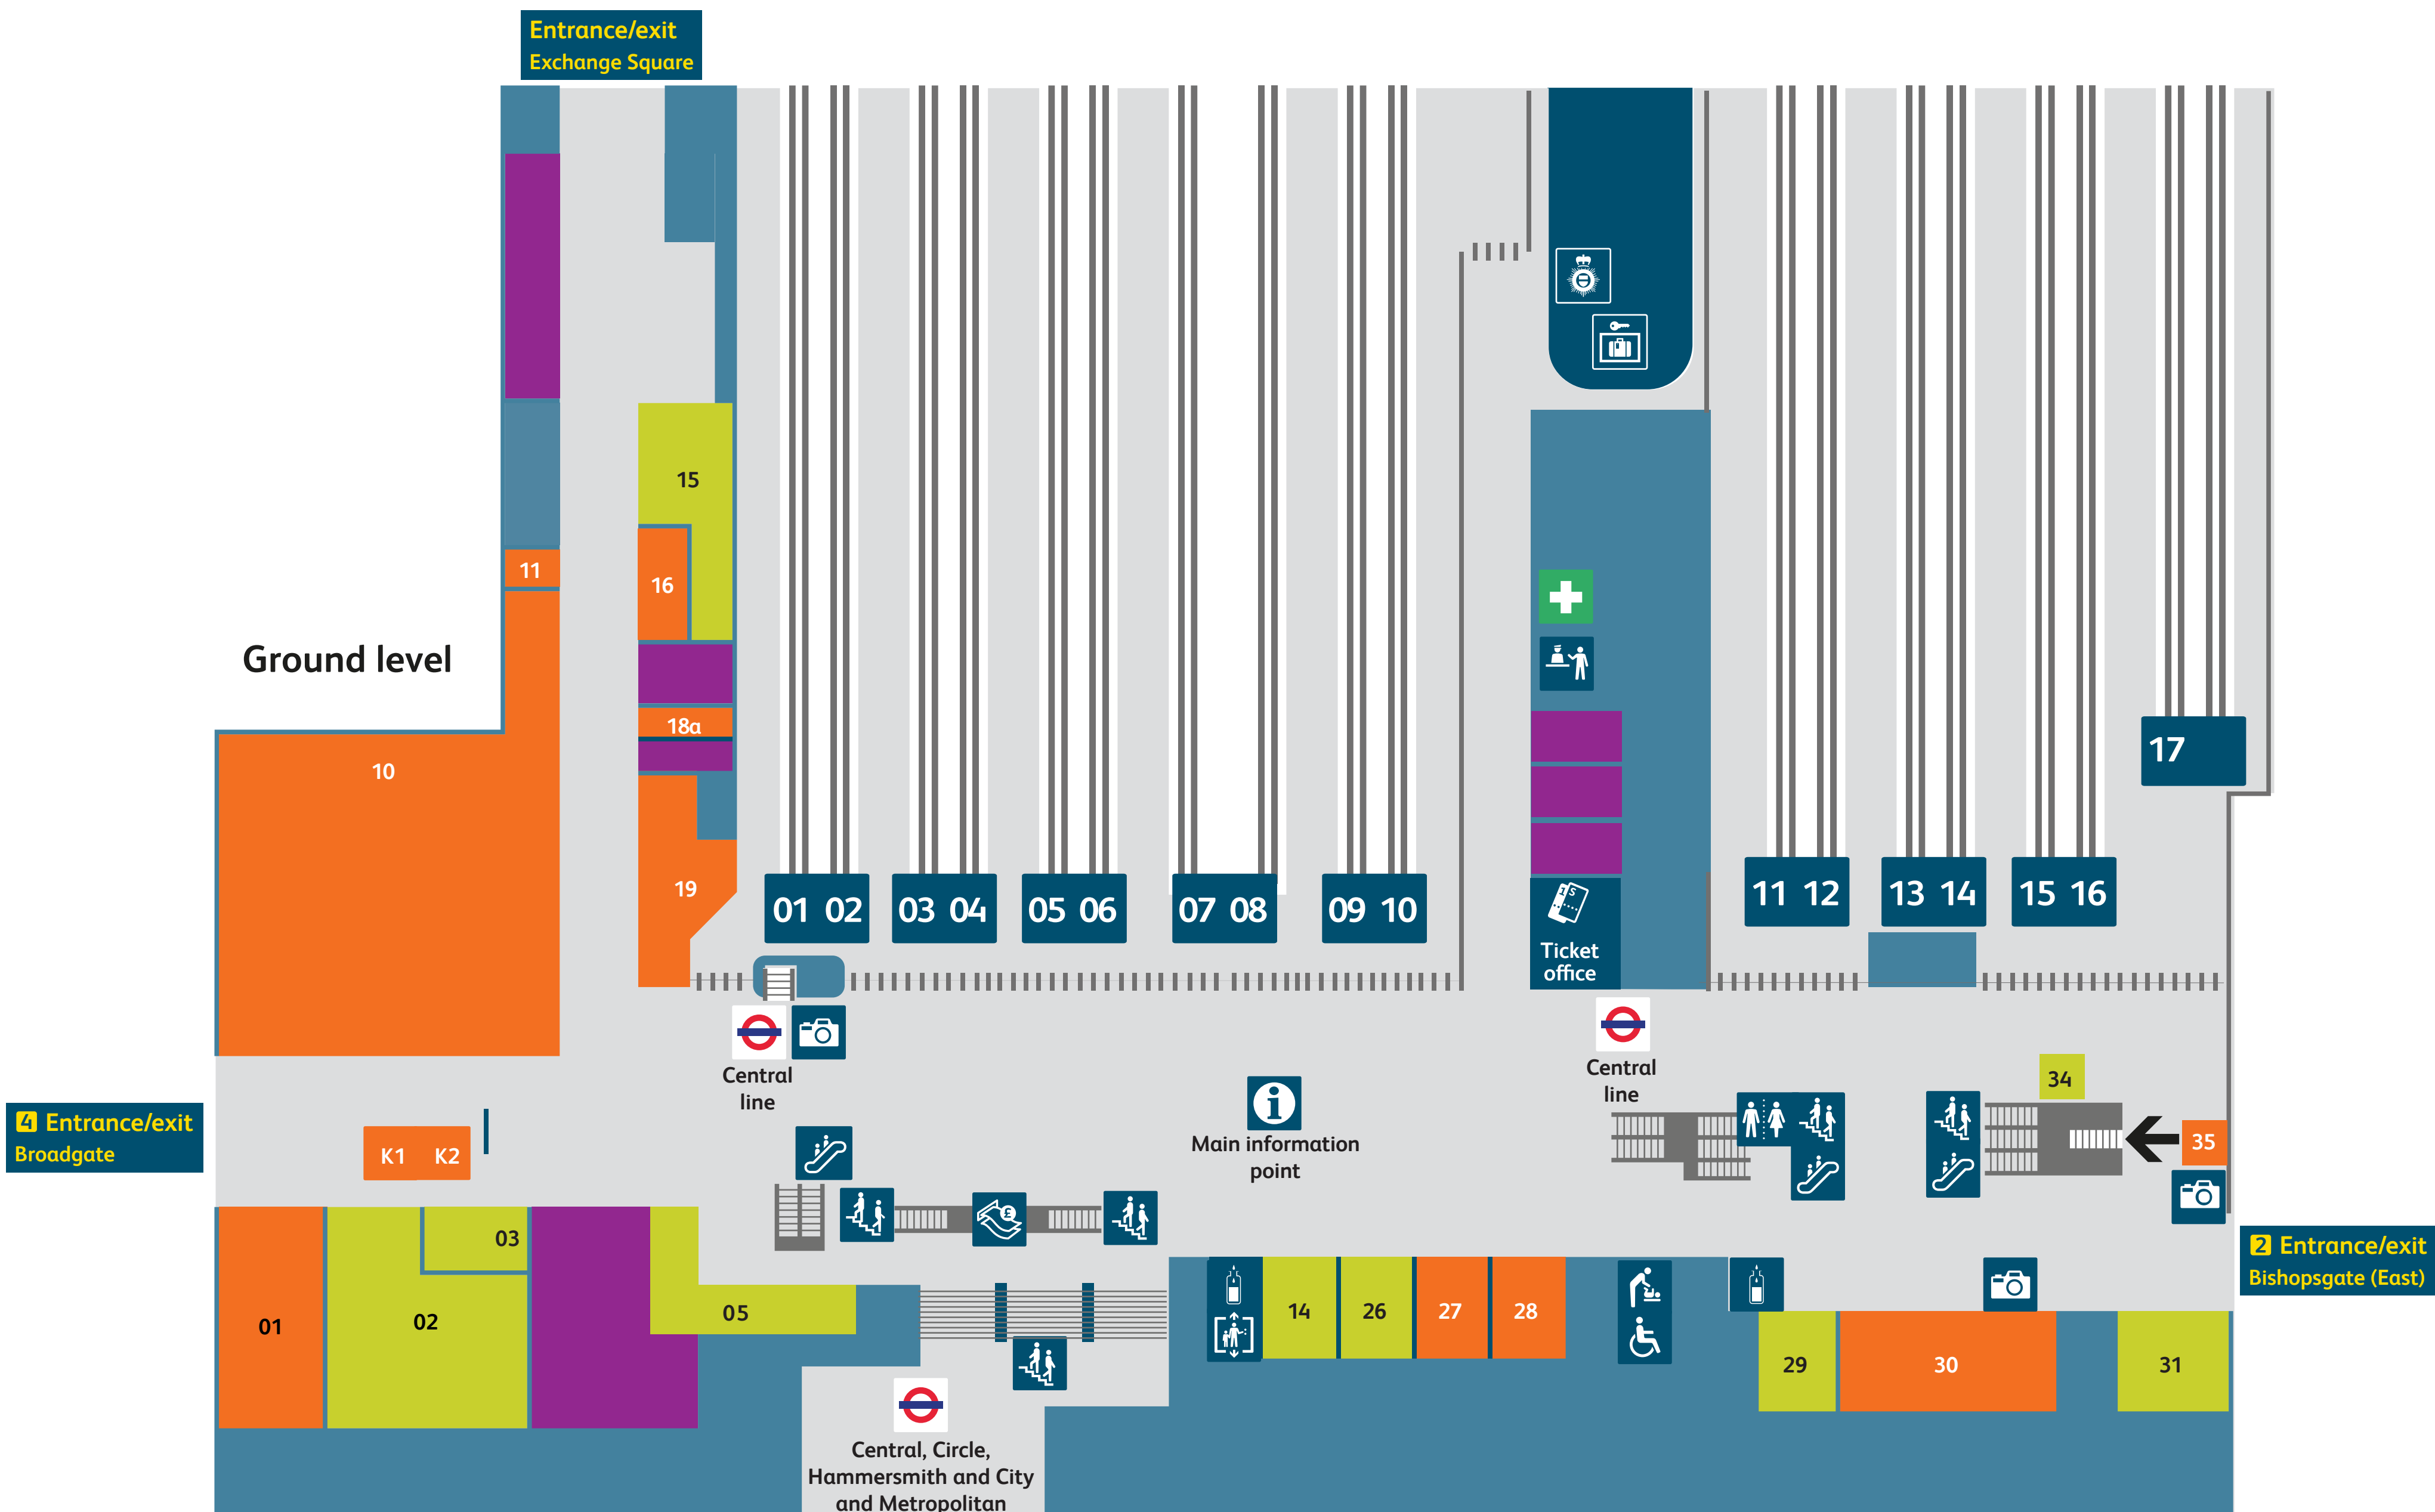 Entrance/exit
Exchange Square
15
11
16
Ground level
18a
10
17
19
01 02
03 04
05 06
07 08
09 10
11 12
13 14
15 16
Ticket
office
Central
line
Central
line
34
Main information
point
4 Entrance/exit
Broadgate
K1 K2
35
£
03
2 Entrance/exit
Bishopsgate (East)
01
02
05
14
26
27
28
29
30
31
Central, Circle,
Hammersmith and City
and Metropolitan